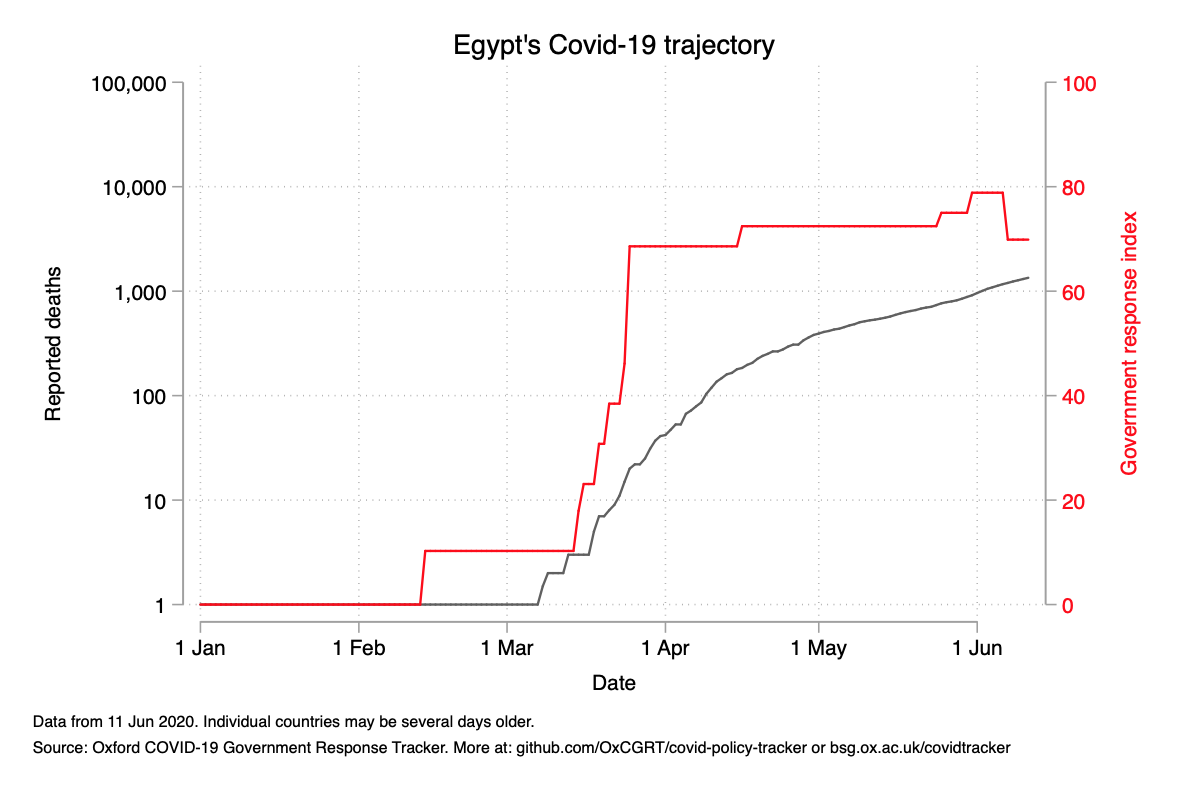 Egypt's Covid-19 trajectory
100,000
10,000
1,000
100
10
1
Reported deaths
100
80
60
40
20
0
Government response index
1 Jan
1 Feb
1 Mar
1 Apr
1 May
1 Jun
Date
Data from 11 Jun 2020. Individual countries may be several days older.
Source: Oxford COVID-19 Government Response Tracker. More at: github.com/OxCGRT/covid-policy-tracker or bsg.ox.ac.uk/covidtracker